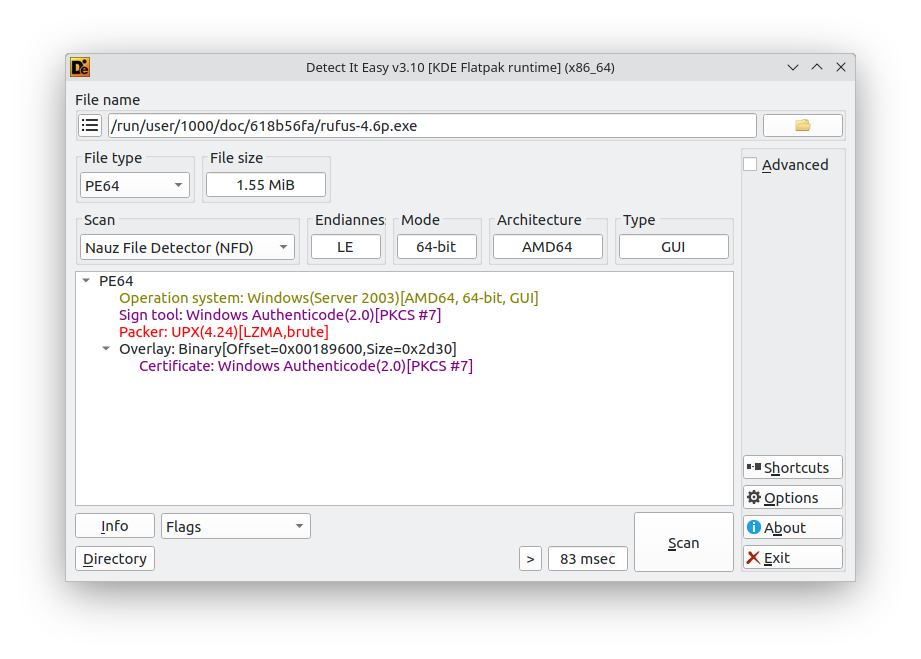 De
Detect It Easy v3.10 [KDE Flatpak runtime] (x86_64)
File name
/run/user/1000/doc/618b56fa/rufus-4.6p.exe
File type
File size
Advanced
PE64
1.55 MiB
Scan
Endiannes
Mode
Architecture
Type
Nauz File Detector (NFD)
LE
64-bit
AMD64
GUI
PE64
Operation system: Windows(Server 2003)[AMD64, 64-bit, GUI]
Sign tool: Windows Authenticode(2.0)[PKCS #7]
Packer: UPX(4.24)[LZMA,brute]
Overlay: Binary[Offset=0x00189600,Size=0x2d30]
Certificate: Windows Authenticode(2.0)[PKCS #7]
Shortcuts
Options
About
Exit
Info
Flags
Directory
>
83 msec
Scan